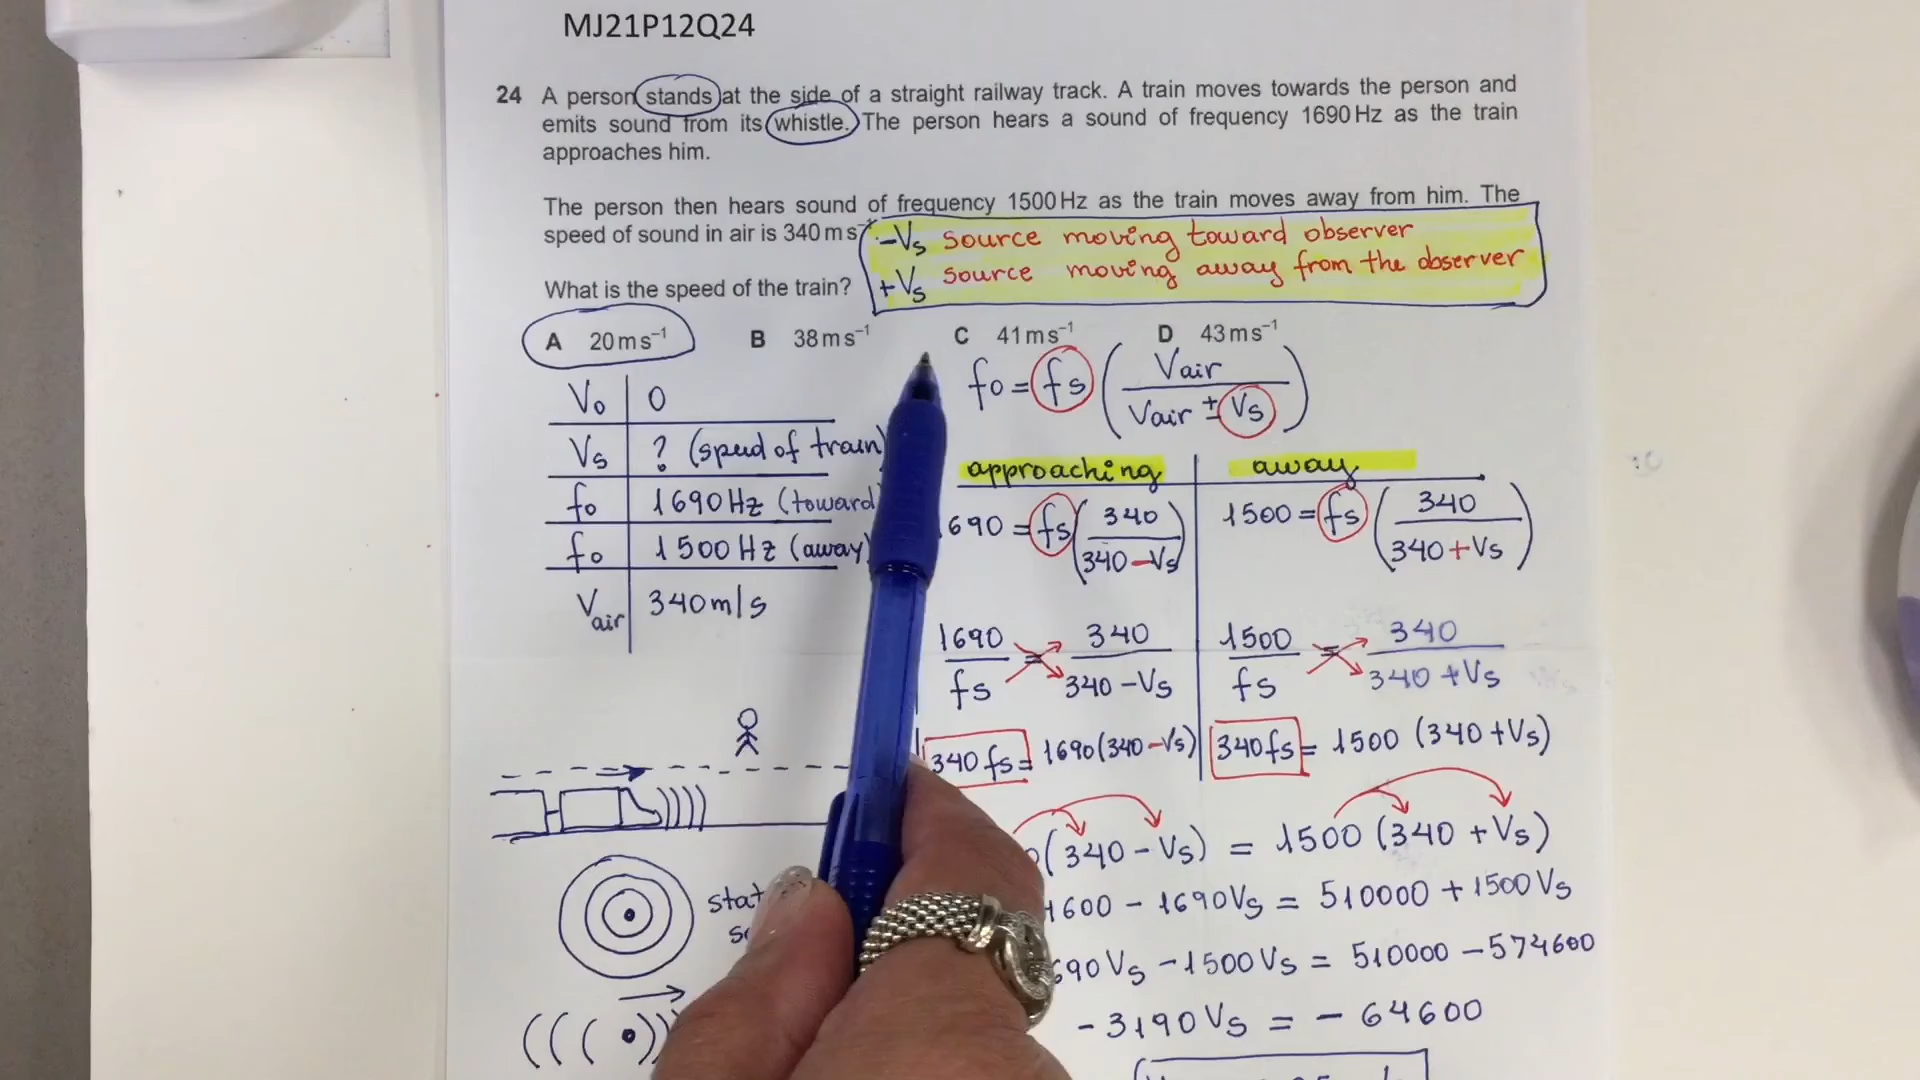 MJ21P12Q24
24 A person stands at the side of a straight railway track. A train moves towards the person and
emits sound from its whistle. The person hears a sound of frequency 1690 Hz as the train
approaches him.
The person then hears sound of frequency 1500 Hz as the train moves away from him. The
speed of sound in air is 340 m s
-Vs source moving toward observer
+Vs source moving away from the observer
What is the speed of the train?
A 20 m s⁻¹ B 38 m s⁻¹ C 41 m s⁻¹ D 43 m s⁻¹
fo = fs ( Vair / Vair ± Vs )
Vo 0
Vs ? (speed of train)
fo 1690 Hz (toward
fo 1500 Hz (away)
Vair 340 m/s
approaching away
690 = fs ( 340 / 340 - Vs ) 1500 = fs ( 340 / 340 + Vs )
1690 / fs = 340 / 340 - Vs 1500 / fs = 340 / 340 + Vs
340 fs = 1690 (340 - Vs) 340 fs = 1500 (340 + Vs)
(340 - Vs) = 1500 (340 + Vs)
600 - 1690 Vs = 510000 + 1500 Vs
690 Vs - 1500 Vs = 510000 - 574600
- 3190 Vs = - 64600